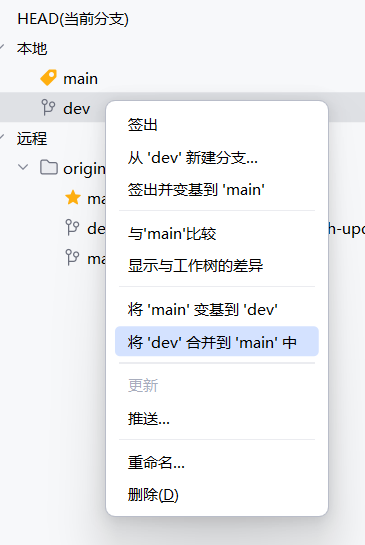 HEAD(当前分支)
本地
main
dev
签出
从 'dev' 新建分支...
签出并变基到 'main'
远程
origin
ma
与'main'比较
de
h-upd
显示与工作树的差异
ma
将 'main' 变基到 'dev'
将 'dev' 合并到 'main' 中
更新
推送...
重命名...
删除(D)